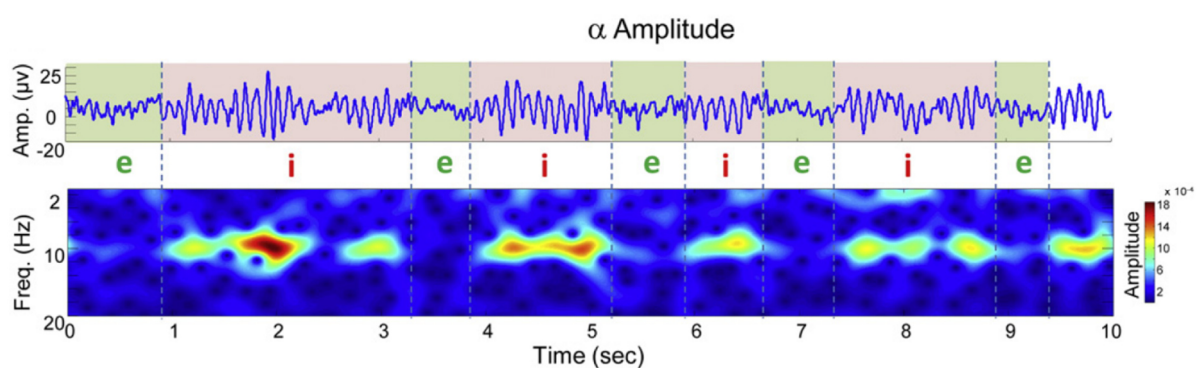 α Amplitude
Amp. (μv)
25
0
-20
e i e i e i e i e
Freq. (Hz)
2
10
20
0 1 2 3 4 5 6 7 8 9 10
Time (sec)
x 10⁻⁶
18
14
10
6
2
Amplitude